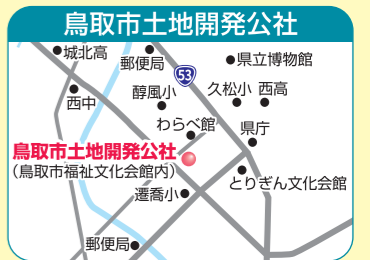 鳥取市土地開発公社
城北高
郵便局
県立博物館
53
西中
醇風小
久松小
西高
わらべ館
県庁
鳥取市土地開発公社
（鳥取市福祉文化会館内）
とりぎん文化会館
遷喬小
郵便局